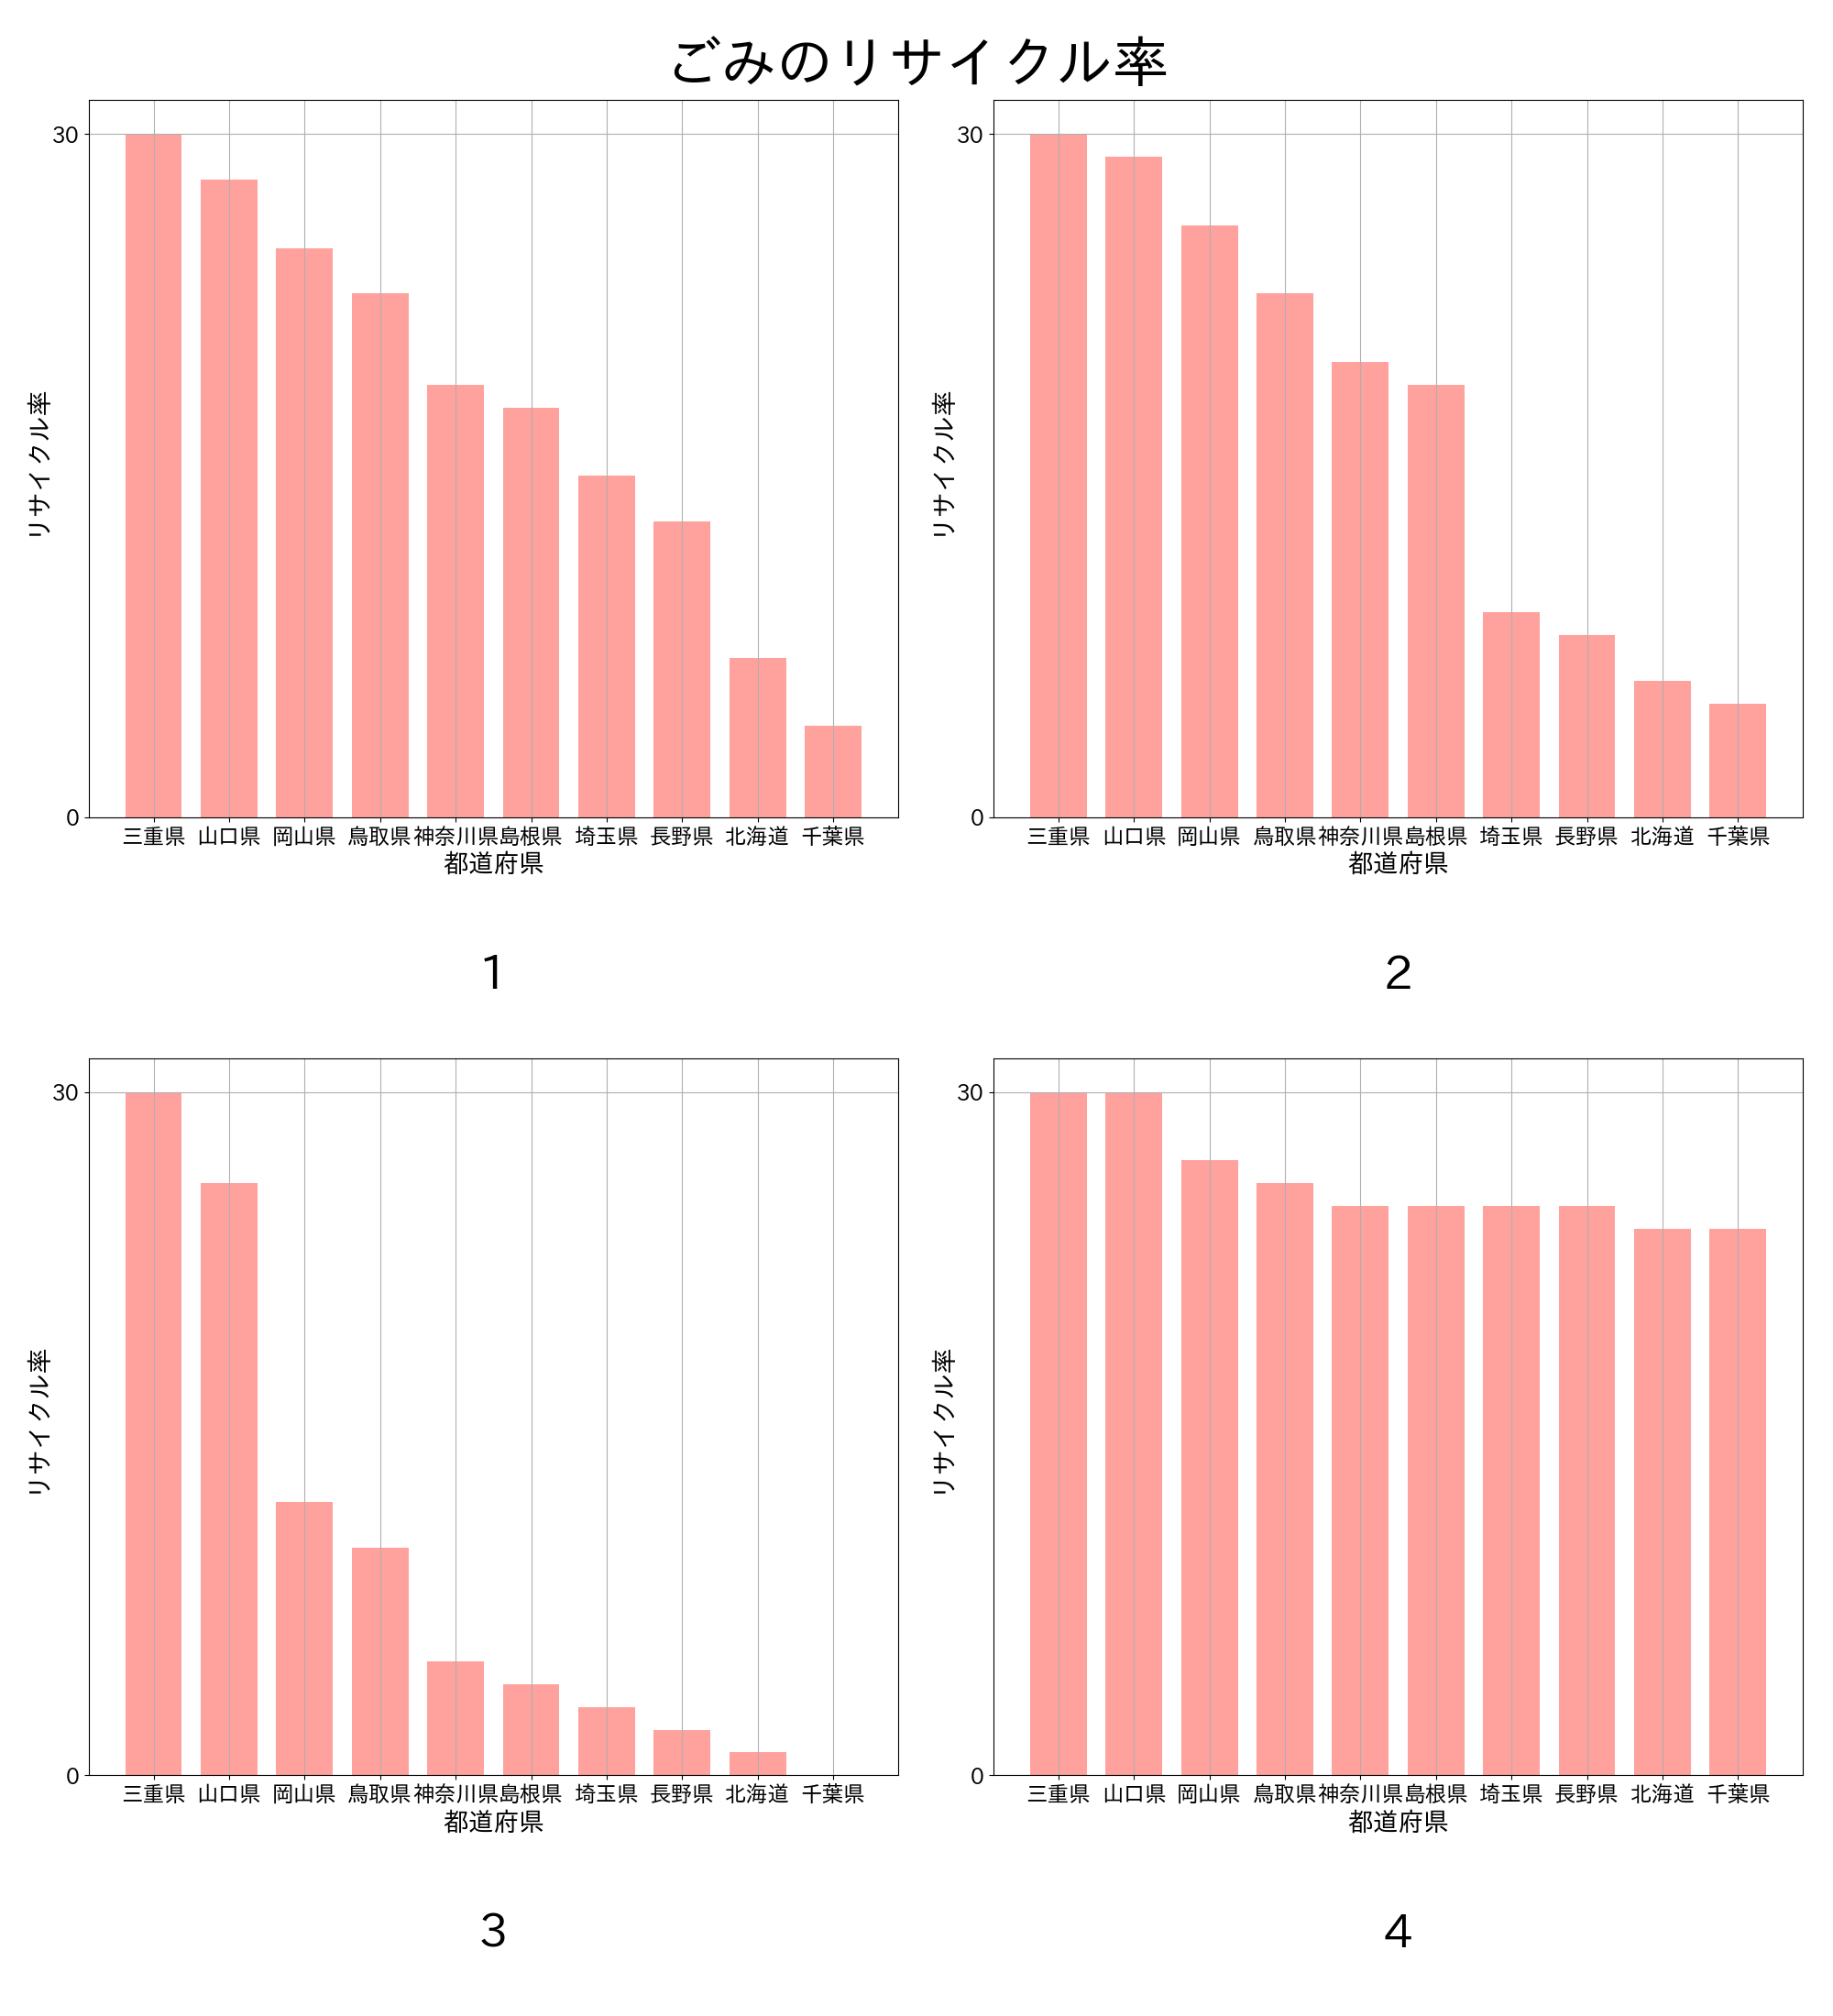 ごみのリサイクル率
30
0
リサイクル率
三重県 山口県 岡山県 鳥取県 神奈川県 島根県 埼玉県 長野県 北海道 千葉県
都道府県
1
30
0
リサイクル率
三重県 山口県 岡山県 鳥取県 神奈川県 島根県 埼玉県 長野県 北海道 千葉県
都道府県
2
30
0
リサイクル率
三重県 山口県 岡山県 鳥取県 神奈川県 島根県 埼玉県 長野県 北海道 千葉県
都道府県
3
30
0
リサイクル率
三重県 山口県 岡山県 鳥取県 神奈川県 島根県 埼玉県 長野県 北海道 千葉県
都道府県
4